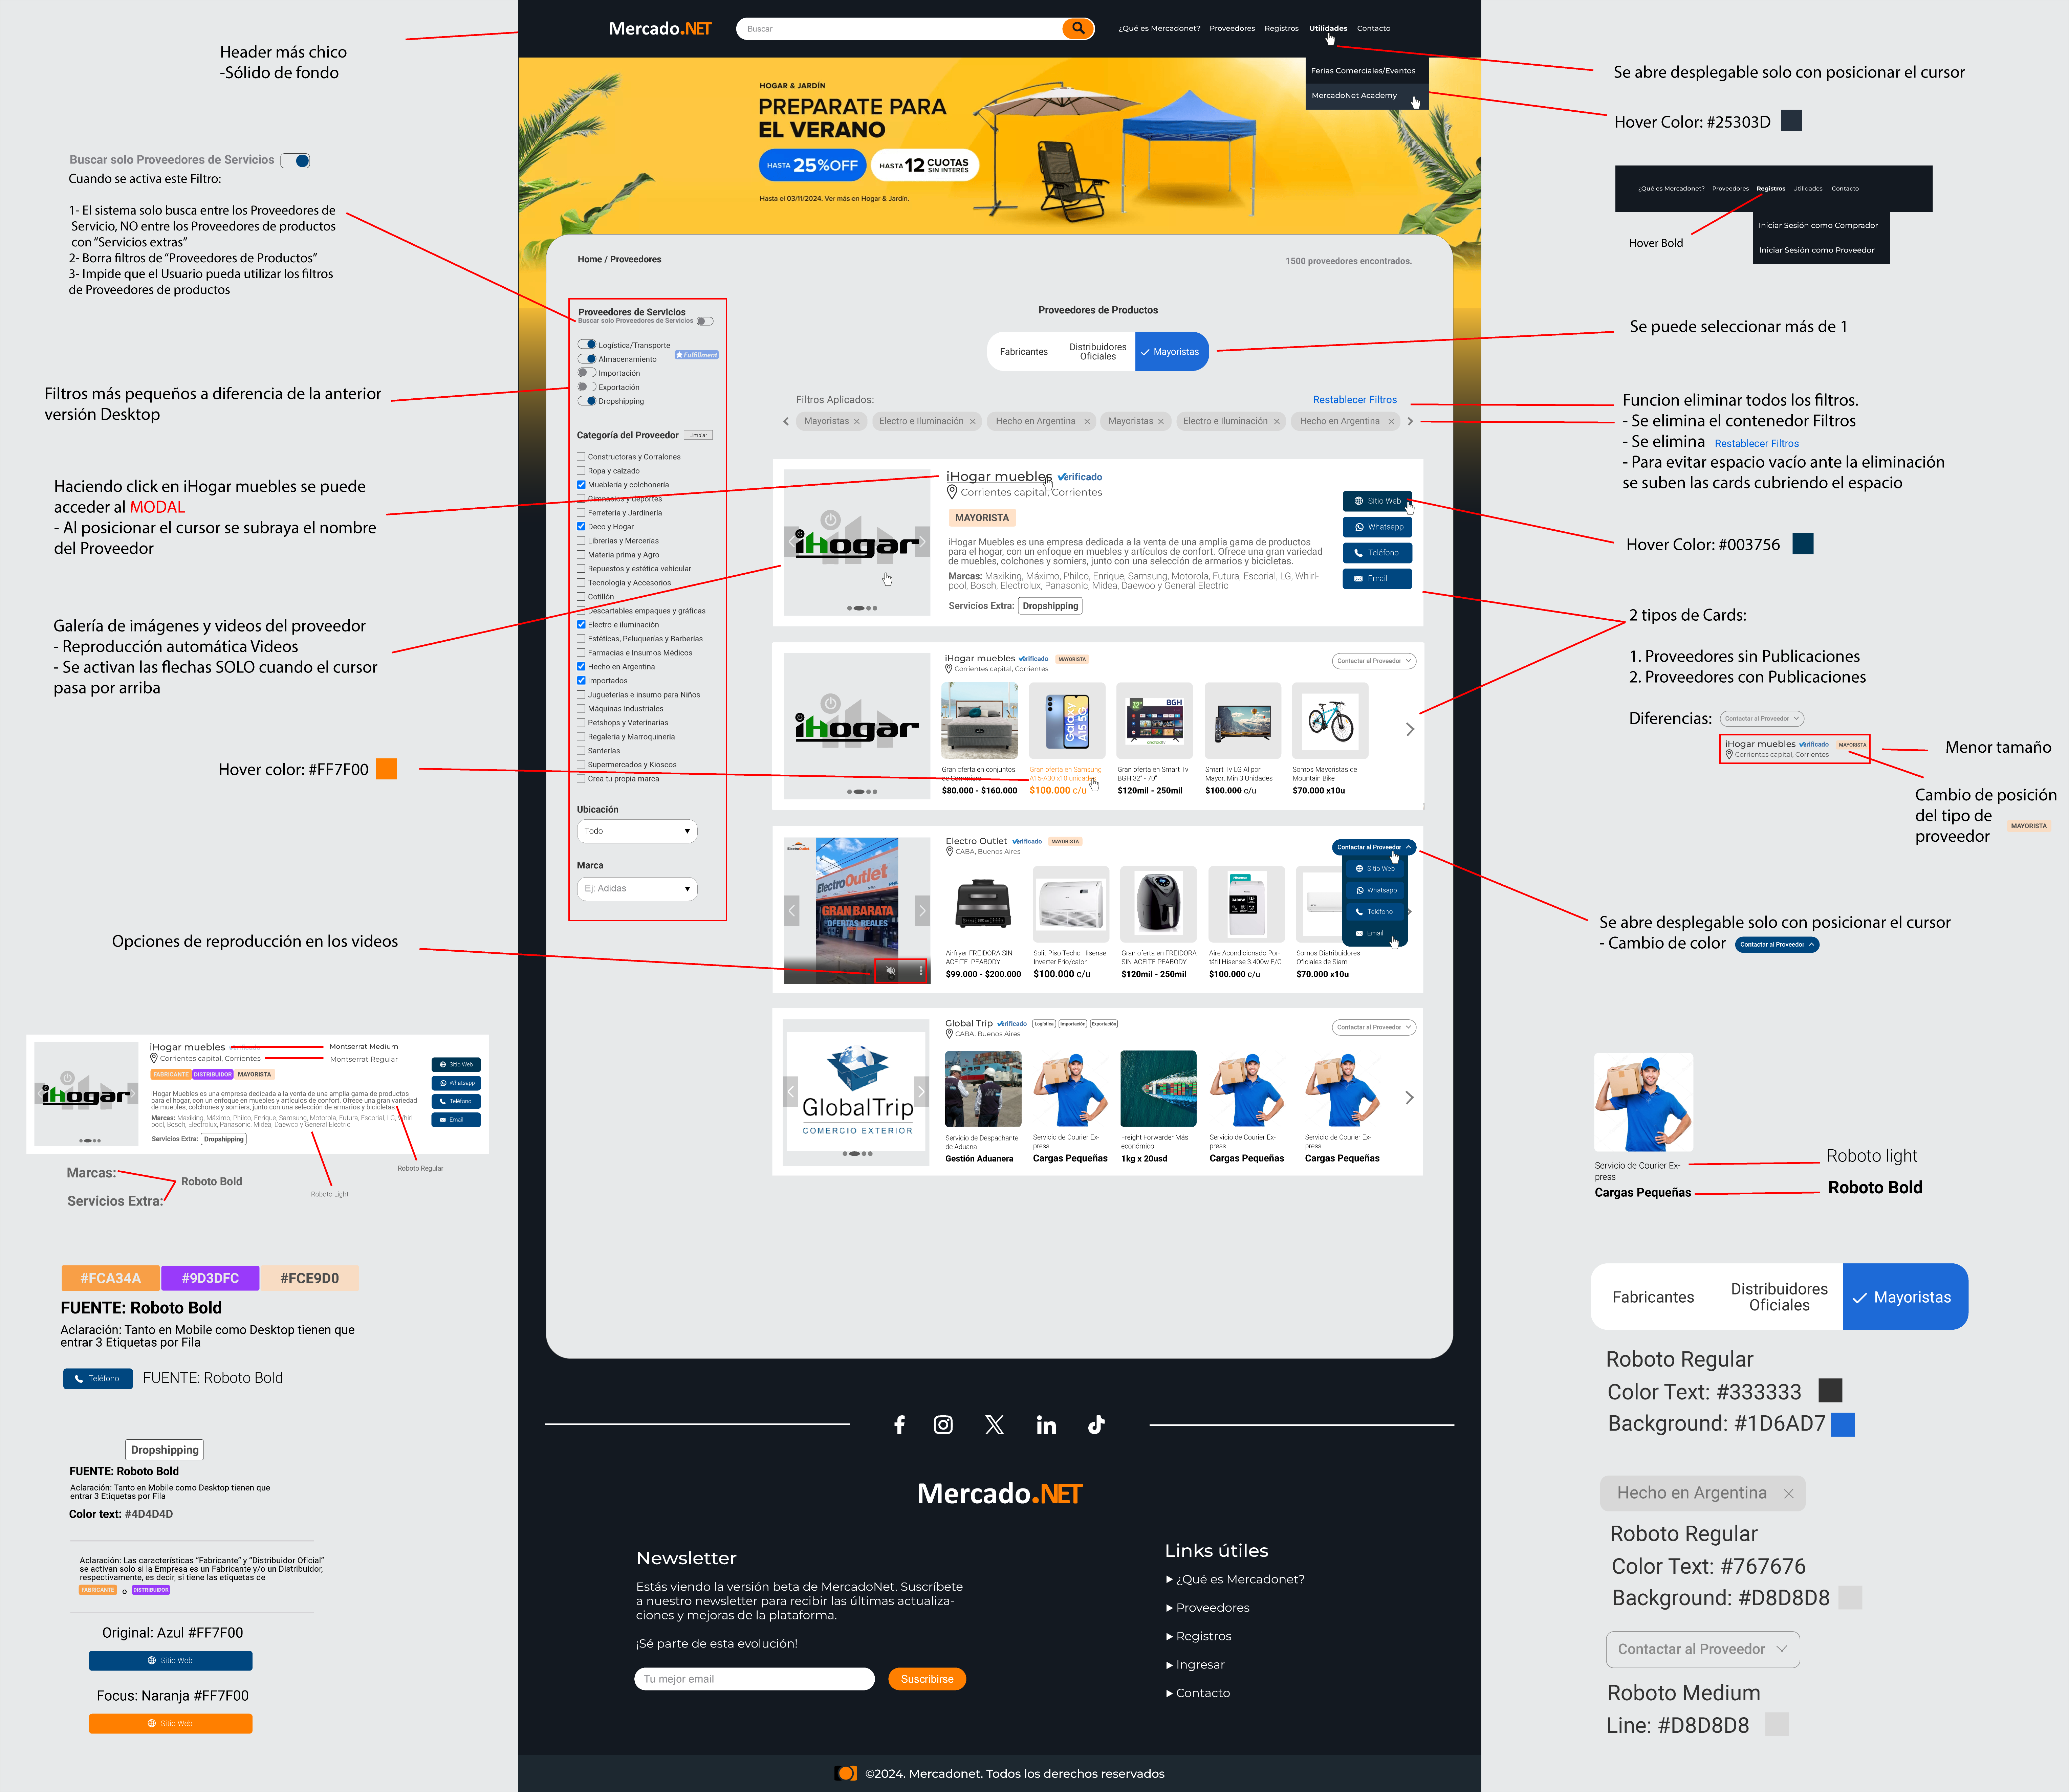 Header más chico
-Sólido de fondo
Buscar solo Proveedores de Servicios
Cuando se activa este Filtro:
1- El sistema solo busca entre los Proveedores de
Servicio, NO entre los Proveedores de productos
con “Servicios extras”
2- Borra filtros de “Proveedores de Productos”
3- Impide que el Usuario pueda utilizar los filtros
de Proveedores de productos
Filtros más pequeños a diferencia de la anterior
versión Desktop
Haciendo click en iHogar muebles se puede
acceder al MODAL
- Al posicionar el cursor se subraya el nombre
del Proveedor
Galería de imágenes y videos del proveedor
- Reproducción automática Videos
- Se activan las flechas SOLO cuando el cursor
pasa por arriba
Hover color: #FF7F00
Opciones de reproducción en los videos
iHogar
iHogar muebles
Montserrat Medium
Corrientes capital, Corrientes
Montserrat Regular
FABRICANTE DISTRIBUIDOR MAYORISTA
iHogar Muebles es una empresa dedicada a la venta de una amplia gama de productos
para el hogar, con un enfoque en muebles y artículos de confort. Ofrece una gran variedad
de muebles, colchones y somiers, junto con una selección de armarios y bicicletas.
Marcas: Maxiking, Máximo, Philco, Enrique, Samsung, Motorola, Futura, Escorial, LG, Whirl-
pool, Bosch, Electrolux, Panasonic, Midea, Daewoo y General Electric
Servicios Extra: Dropshipping
Sitio Web
Whatsapp
Teléfono
Email
Roboto Regular
Marcas:
Roboto Bold
Servicios Extra:
Roboto Light
#FCA34A #9D3DFC #FCE9D0
FUENTE: Roboto Bold
Aclaración: Tanto en Mobile como Desktop tienen que
entrar 3 Etiquetas por Fila
Teléfono FUENTE: Roboto Bold
Dropshipping
FUENTE: Roboto Bold
Aclaración: Tanto en Mobile como Desktop tienen que
entrar 3 Etiquetas por Fila
Color text: #4D4D4D
Aclaración: Las características “Fabricante” y “Distribuidor Oficial”
se activan solo si la Empresa es un Fabricante y/o un Distribuidor,
respectivamente, es decir, si tiene las etiquetas de
FABRICANTE o DISTRIBUIDOR
Original: Azul #FF7F00
Sitio Web
Focus: Naranja #FF7F00
Sitio Web
Mercado.NET
Buscar
¿Qué es Mercadonet? Proveedores Registros Utilidades Contacto
Ferias Comerciales/Eventos
MercadoNet Academy
HOGAR & JARDÍN
PREPARATE PARA
EL VERANO
HASTA 25%OFF
HASTA 12 CUOTAS SIN INTERÉS
Hasta el 03/11/2024. Ver más en Hogar & Jardín.
Home / Proveedores
1500 proveedores encontrados.
Proveedores de Servicios
Buscar solo Proveedores de Servicios
Logística/Transporte
Almacenamiento
Fulfillment
Importación
Exportación
Dropshipping
Categoría del Proveedor Limpiar
Constructoras y Corralones
Ropa y calzado
Mueblería y colchonería
Gimnasios y deportes
Ferretería y Jardinería
Deco y Hogar
Librerías y Mercerías
Materia prima y Agro
Repuestos y estética vehicular
Tecnología y Accesorios
Cotillón
Descartables empaques y gráficas
Electro e iluminación
Estéticas, Peluquerías y Barberías
Farmacias e Insumos Médicos
Hecho en Argentina
Importados
Jugueterías e insumo para Niños
Máquinas Industriales
Petshops y Veterinarias
Regalería y Marroquinería
Santerías
Supermercados y Kioscos
Crea tu propia marca
Ubicación
Todo
Marca
Ej: Adidas
Proveedores de Productos
Fabricantes
Distribuidores
Oficiales
Mayoristas
Filtros Aplicados:
Restablecer Filtros
Mayoristas Electro e Iluminación Hecho en Argentina Mayoristas Electro e Iluminación Hecho en Argentina
iHogar
iHogar muebles Verificado
Corrientes capital, Corrientes
MAYORISTA
iHogar Muebles es una empresa dedicada a la venta de una amplia gama de productos
para el hogar, con un enfoque en muebles y artículos de confort. Ofrece una gran variedad
de muebles, colchones y somiers, junto con una selección de armarios y bicicletas.
Marcas: Maxiking, Máximo, Philco, Enrique, Samsung, Motorola, Futura, Escorial, LG, Whirl-
pool, Bosch, Electrolux, Panasonic, Midea, Daewoo y General Electric
Servicios Extra: Dropshipping
Sitio Web
Whatsapp
Teléfono
Email
iHogar
iHogar muebles Verificado MAYORISTA
Corrientes capital, Corrientes
Contactar al Proveedor
Galaxy A15 5G
32" BGH
Gran oferta en conjuntos
de Sommiers
$80.000 - $160.000
Gran oferta en Samsung
A15-A30 x10 unidades
$100.000 c/u
Gran oferta en Smart Tv
BGH 32" - 70"
$120mil - 250mil
Smart Tv LG Al por
Mayor. Min 3 Unidades
$100.000 c/u
Somos Mayoristas de
Mountain Bike
$70.000 x10u
ElectroOutlet
GRAN BARATA
OFERTAS REALES
Electro Outlet Verificado MAYORISTA
CABA, Buenos Aires
Contactar al Proveedor
Sitio Web
Whatsapp
Teléfono
Email
Airfryer FREIDORA SIN
ACEITE PEABODY
$99.000 - $200.000
Split Piso Techo Hisense
Inverter Frio/calor
$100.000 c/u
Gran oferta en FREIDORA
SIN ACEITE PEABODY
$120mil - 250mil
Aire Acondicionado Por-
tátil Hisense 3.400w F/C
$100.000 c/u
Somos Distribuidores
Oficiales de Siam
$70.000 x10u
GlobalTrip
COMERCIO EXTERIOR
Global Trip Verificado Logística Importación Exportación
CABA, Buenos Aires
Contactar al Proveedor
Servicio de Despachante
de Aduana
Gestión Aduanera
Servicio de Courier Ex-
press
Cargas Pequeñas
Freight Forwarder Más
económico
1kg x 20usd
Servicio de Courier Ex-
press
Cargas Pequeñas
Servicio de Courier Ex-
press
Cargas Pequeñas
Mercado.NET
Newsletter
Estás viendo la versión beta de MercadoNet. Suscríbete
a nuestro newsletter para recibir las últimas actualiza-
ciones y mejoras de la plataforma.
¡Sé parte de esta evolución!
Tu mejor email
Suscribirse
Links útiles
¿Qué es Mercadonet?
Proveedores
Registros
Ingresar
Contacto
©2024. Mercadonet. Todos los derechos reservados
Se abre desplegable solo con posicionar el cursor
Hover Color: #25303D
¿Qué es Mercadonet? Proveedores Registros Utilidades Contacto
Iniciar Sesión como Comprador
Iniciar Sesión como Proveedor
Hover Bold
Se puede seleccionar más de 1
Funcion eliminar todos los filtros.
- Se elimina el contenedor Filtros
- Se elimina Restablecer Filtros
- Para evitar espacio vacío ante la eliminación
se suben las cards cubriendo el espacio
Hover Color: #003756
2 tipos de Cards:
1. Proveedores sin Publicaciones
2. Proveedores con Publicaciones
Diferencias: Contactar al Proveedor
iHogar muebles Verificado MAYORISTA
Corrientes capital, Corrientes
Menor tamaño
Cambio de posición
del tipo de
proveedor MAYORISTA
Se abre desplegable solo con posicionar el cursor
- Cambio de color Contactar al Proveedor
Servicio de Courier Ex-
press
Cargas Pequeñas
Roboto light
Roboto Bold
Fabricantes
Distribuidores
Oficiales
Mayoristas
Roboto Regular
Color Text: #333333
Background: #1D6AD7
Hecho en Argentina
Roboto Regular
Color Text: #767676
Background: #D8D8D8
Contactar al Proveedor
Roboto Medium
Line: #D8D8D8